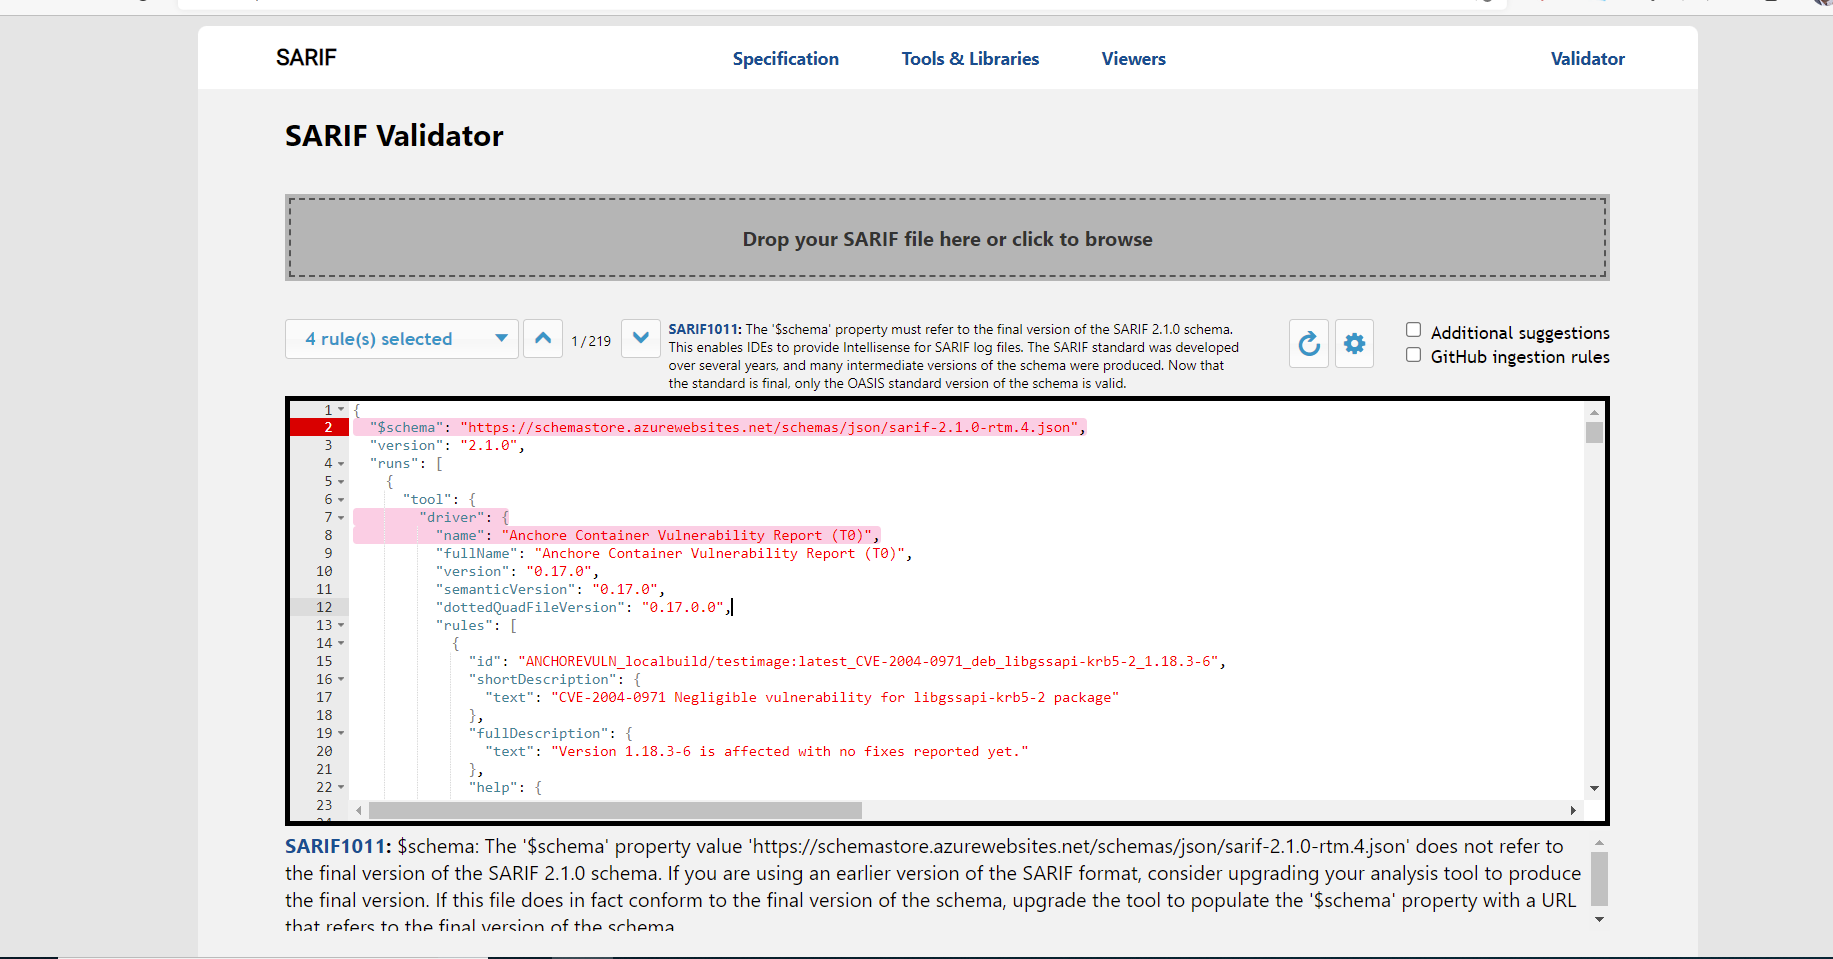 SARIF
Specification
Tools & Libraries
Viewers
Validator
SARIF Validator
Drop your SARIF file here or click to browse
4 rule(s) selected
1 / 219
SARIF1011: The '$schema' property must refer to the final version of the SARIF 2.1.0 schema.
This enables IDEs to provide Intellisense for SARIF log files. The SARIF standard was developed
over several years, and many intermediate versions of the schema were produced. Now that
the standard is final, only the OASIS standard version of the schema is valid.
Additional suggestions
GitHub ingestion rules
1 {
2 "$schema": "https://schemastore.azurewebsites.net/schemas/json/sarif-2.1.0-rtm.4.json",
3 "version": "2.1.0",
4 "runs": [
5 {
6 "tool": {
7 "driver": {
8 "name": "Anchore Container Vulnerability Report (T0)",
9 "fullName": "Anchore Container Vulnerability Report (T0)",
10 "version": "0.17.0",
11 "semanticVersion": "0.17.0",
12 "dottedQuadFileVersion": "0.17.0.0",
13 "rules": [
14 {
15 "id": "ANCHOREVULN_localbuild/testimage:latest_CVE-2004-0971_deb_libgssapi-krb5-2_1.18.3-6",
16 "shortDescription": {
17 "text": "CVE-2004-0971 Negligible vulnerability for libgssapi-krb5-2 package"
18 },
19 "fullDescription": {
20 "text": "Version 1.18.3-6 is affected with no fixes reported yet."
21 },
22 "help": {
23
SARIF1011: $schema: The '$schema' property value 'https://schemastore.azurewebsites.net/schemas/json/sarif-2.1.0-rtm.4.json' does not refer to
the final version of the SARIF 2.1.0 schema. If you are using an earlier version of the SARIF format, consider upgrading your analysis tool to produce
the final version. If this file does in fact conform to the final version of the schema, upgrade the tool to populate the '$schema' property with a URL
that refers to the final version of the schema